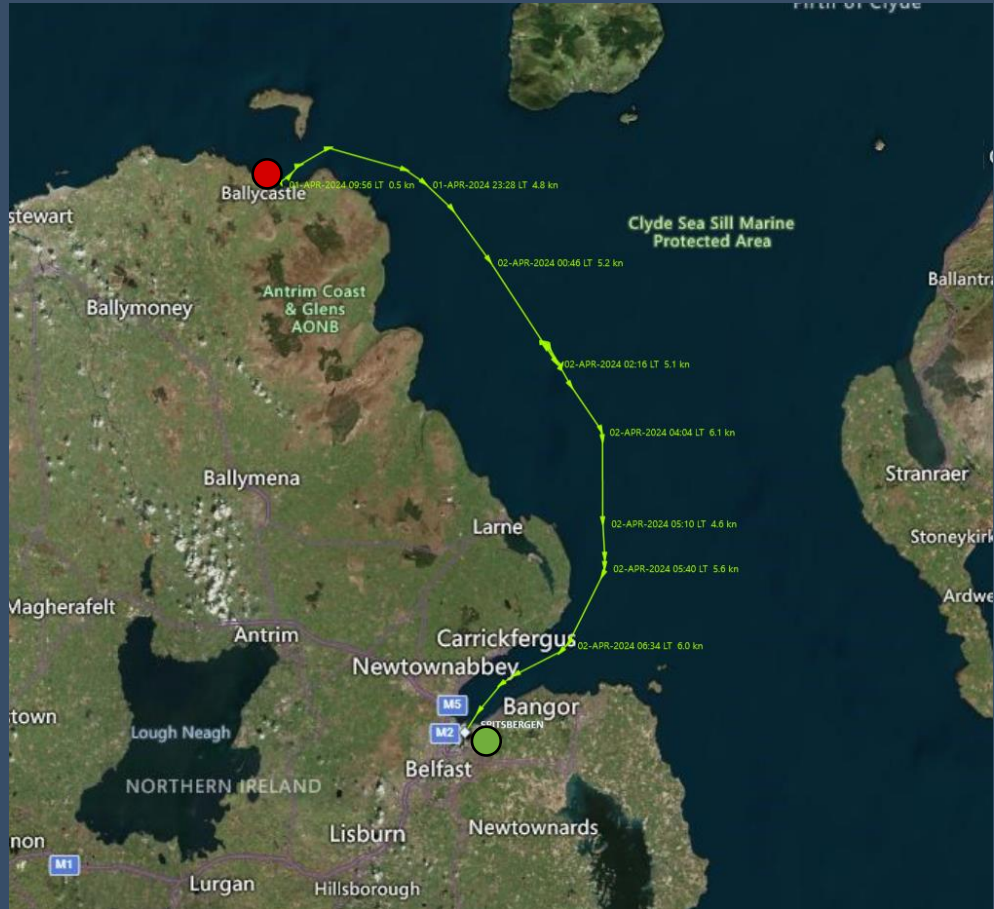 Firth of Clyde
01-APR-2024 09:56 LT 0.5 kn
01-APR-2024 23:28 LT 4.8 kn
Ballycastle
stewart
Clyde Sea Sill Marine
Protected Area
02-APR-2024 00:46 LT 5.2 kn
Ballantra
Antrim Coast
& Glens
AONB
Ballymoney
02-APR-2024 02:16 LT 5.1 kn
02-APR-2024 04:04 LT 6.1 kn
Ballymena
Stranraer
Larne
02-APR-2024 05:10 LT 4.6 kn
Stoneykirk
02-APR-2024 05:40 LT 5.6 kn
Ardwe
Magherafelt
Antrim
Carrickfergus
02-APR-2024 06:34 LT 6.0 kn
Newtownabbey
M5
Bangor
stown
SPITSBERGEN
Lough Neagh
M2
Belfast
NORTHERN IRELAND
Newtownards
Lisburn
non
M1
Lurgan
Hillsborough